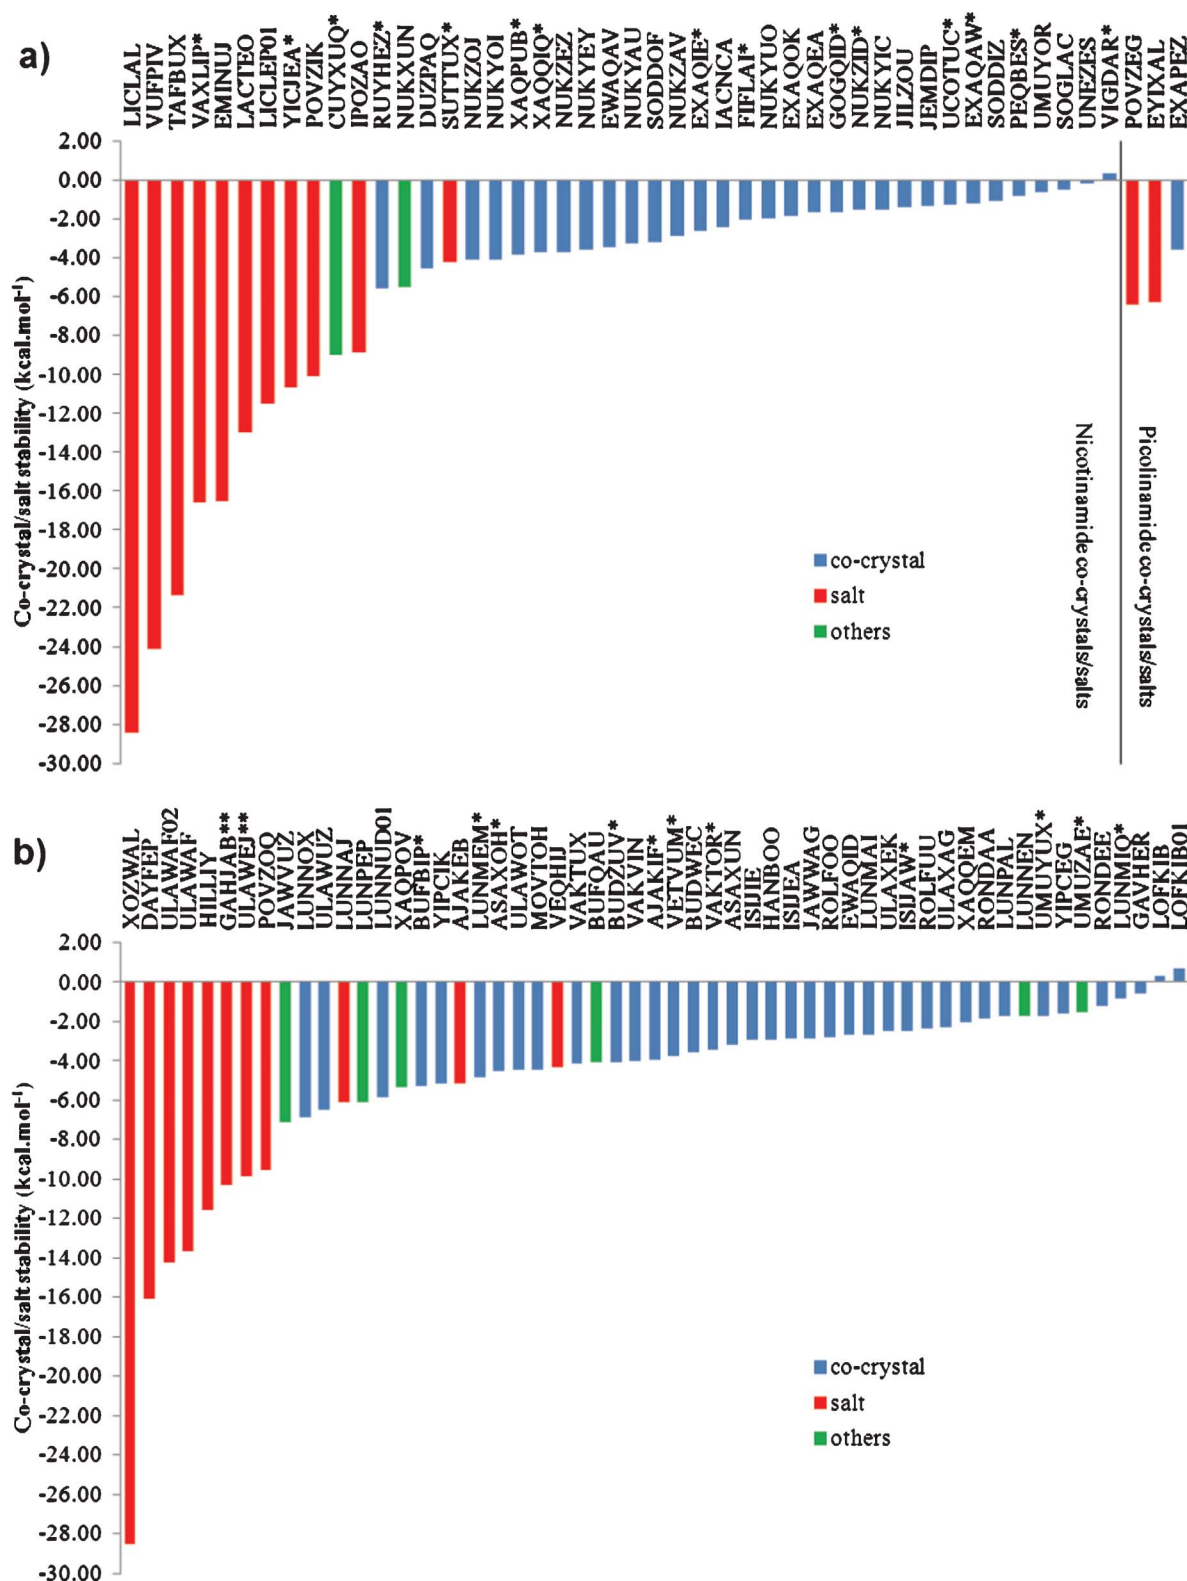 a)
LICLAL
VUFPIV
TAFBUX
VAXLIP*
EMINUJ
LACTEO
LICLEP01
YICJEA*
POVZIK
CUYXUQ*
IPOZAO
RUYHEZ*
NUKXUN
DUZPAQ
SUTTUX*
NUKZOJ
NUKYOI
XAQPUB*
XAQQIQ*
NUKZEZ
NUKYEY
EWAQAV
NUKYAU
SODDOF
NUKZAV
EXAQIE*
IACNCA
FIFLAI*
NUKYUO
EXAQOK
EXAQEA
GOGQID*
NUKZID*
NUKYIC
JILZOU
JEMDIP
UCOTUC*
EXAQAW*
SODDIZ
PEQBES*
UMUYOR
SOGLAC
UNEZES
VIGDAR*
POVZEG
EYIXAL
EXAPEZ
2.00
0.00
-2.00
-4.00
-6.00
-8.00
-10.00
-12.00
-14.00
-16.00
-18.00
-20.00
-22.00
-24.00
-26.00
-28.00
-30.00
Co-crystal/salt stability (kcal.mol-1)
co-crystal
salt
others
Nicotinamide co-crystals/salts
Picolinamide co-crystals/salts
b)
XOZWAL
DAYFEP
ULAWAF02
ULAWAF
HILLIY
GAHJAB**
ULAWEJ**
POVZOQ
JAWVUZ
LUNNOX
ULAWUZ
LUNNAJ
LUNPEP
LUNNUD01
XAQPOV
BUFBIP*
YIPCIK
AJAKEB
LUNMEM*
ASAXOH*
ULAWOT
MOVTOH
VEQHIJ
VAKTUX
BUFQAU
BUDZUV*
VAKVIN
AJAKIF*
VETVUM*
BUDWEC
VAKTOR*
ASAXUN
ISIJIE
HANBOO
ISIJEA
JAWWAG
ROLFOO
EWAQID
LUNMAI
ULAXEK
ISIJAW*
ROLFUU
ULAXAG
XAQQEM
RONDAA
LUNPAL
LUNNEN
UMUYUX*
YIPCEG
UMUZAE*
RONDEE
LUNMIQ*
GAVHER
LOFKIB
LOFKIB01
2.00
0.00
-2.00
-4.00
-6.00
-8.00
-10.00
-12.00
-14.00
-16.00
-18.00
-20.00
-22.00
-24.00
-26.00
-28.00
-30.00
Co-crystal/salt stability (kcal.mol-1)
co-crystal
salt
others